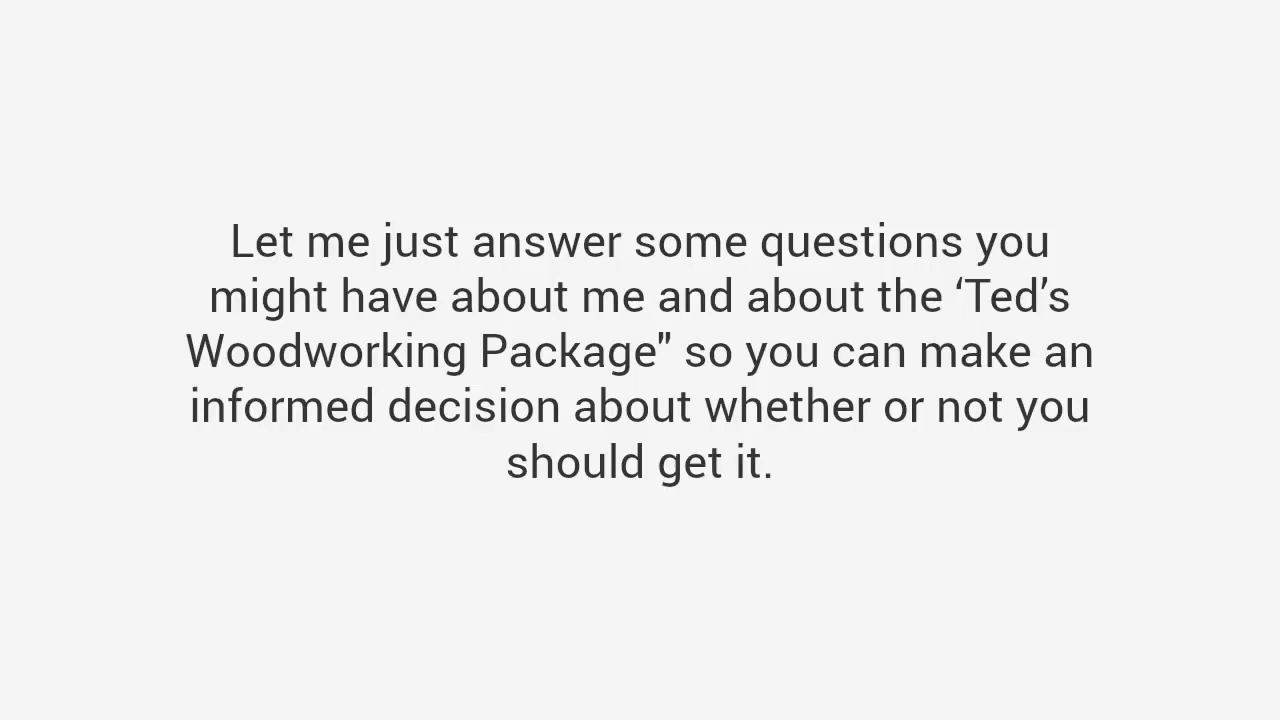 Let me just answer some questions you
might have about me and about the ‘Ted’s
Woodworking Package" so you can make an
informed decision about whether or not you
should get it.